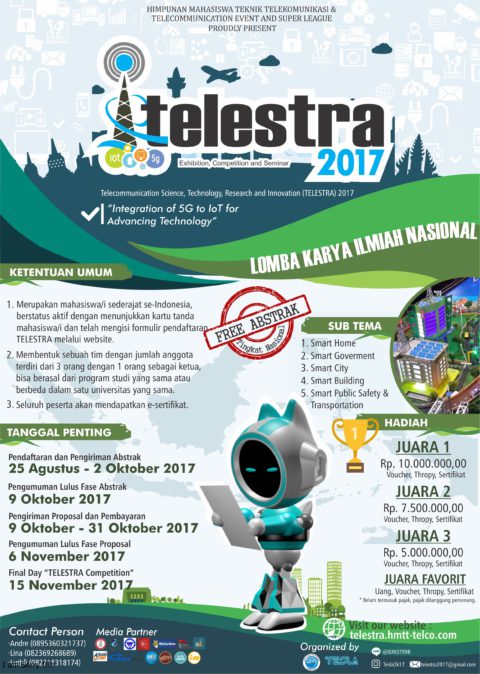 HIMPUNAN MAHASISWA TEKNIK TELEKOMUNIKASI &
TELECOMMUNICATION EVENT AND SUPER LEAGUE
PROUDLY PRESENT
telestra
2017
IoT
5g
Exhibition, Competition and Seminar
Telecommunication Science, Technology, Research and Innovation (TELESTRA) 2017
"Integration of 5G to IoT for
Advancing Technology"
LOMBA KARYA ILMIAH NASIONAL
KETENTUAN UMUM
1. Merupakan mahasiswa/i sederajat se-Indonesia,
berstatus aktif dengan menunjukkan kartu tanda
mahasiswa/i dan telah mengisi formulir pendaftaran
TELESTRA melalui website.
2. Membentuk sebuah tim dengan jumlah anggota
terdiri dari 3 orang dengan 1 orang sebagai ketua,
bisa berasal dari program studi yang sama atau
berbeda dalam satu universitas yang sama.
3. Seluruh peserta akan mendapatkan e-sertifikat.
FREE ABSTRAK
Tingkat Nasional
SUB TEMA
1. Smart Home
2. Smart Goverment
3. Smart City
4. Smart Building
5. Smart Public Safety &
Transportation
TANGGAL PENTING
Pendaftaran dan Pengiriman Abstrak
25 Agustus - 2 Oktober 2017
Pengumuman Lulus Fase Abstrak
9 Oktober 2017
Pengiriman Proposal dan Pembayaran
9 Oktober - 31 Oktober 2017
Pengumuman Lulus Fase Proposal
6 November 2017
Final Day "TELESTRA Competition"
15 November 2017
1
HADIAH
JUARA 1
Rp. 10.000.000,00
Voucher, Thropy, Sertifikat
JUARA 2
Rp. 7.500.000,00
Voucher, Thropy, Sertifikat
JUARA 3
Rp. 5.000.000,00
Voucher, Thropy, Sertifikat
JUARA FAVORIT
Uang, Voucher, Thropy, Sertifikat
* Belum termasuk pajak, pajak ditanggung pemenang.
Contact Person
-Andre (0895360321737)
-Lina (082369268689)
Media Partner
Visit our website :
telestra.hmtt-telco.com
Organized by
TESLA
@DJN3799B
Tesla2k17
telestra2017@gmail.com